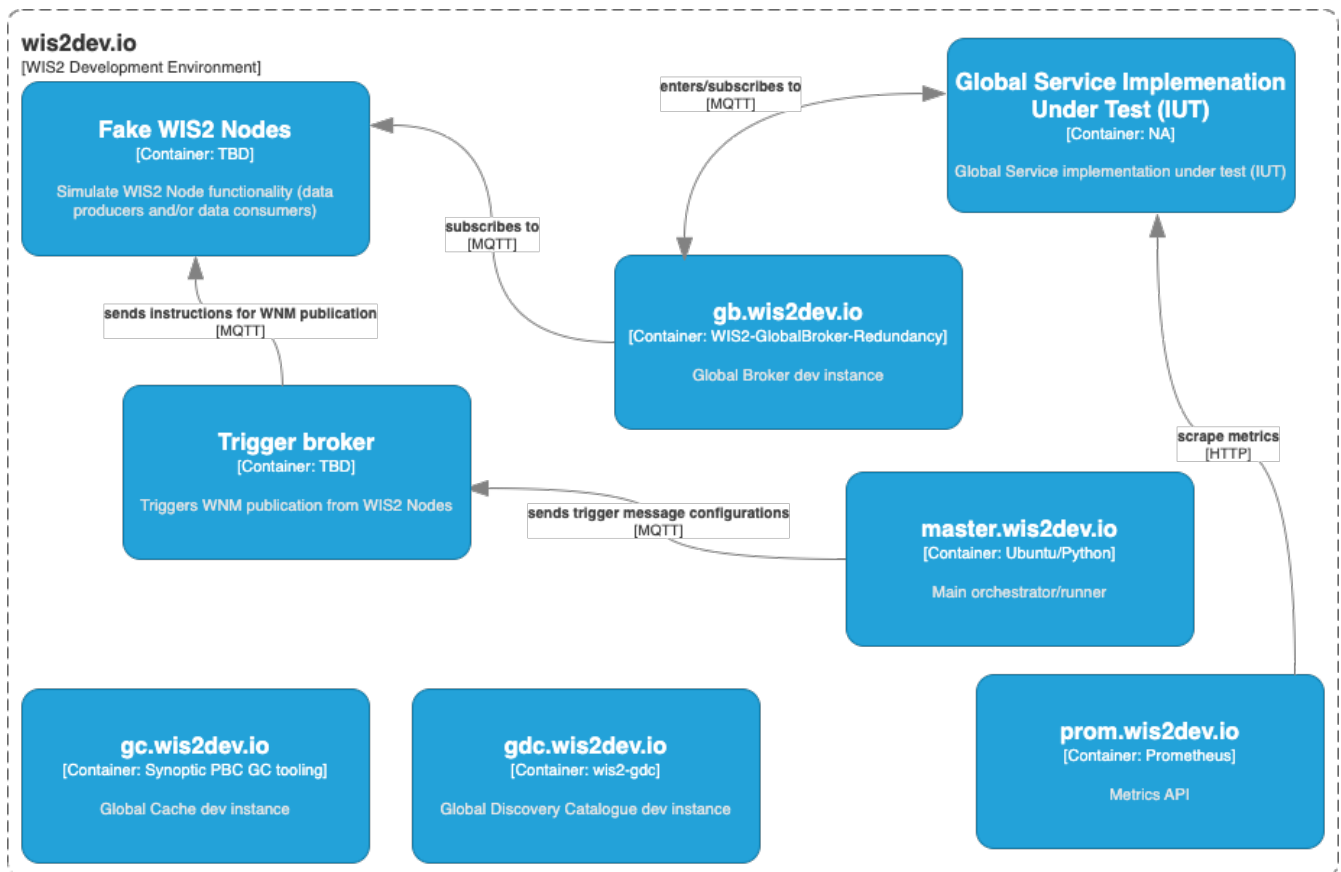 wis2dev.io
[WIS2 Development Environment]
Fake WIS2 Nodes
[Container: TBD]
Simulate WIS2 Node functionality (data
producers and/or data consumers)
enters/subscribes to
[MQTT]
Global Service Implemenation
Under Test (IUT)
[Container: NA]
Global Service implementation under test (IUT)
subscribes to
[MQTT]
gb.wis2dev.io
[Container: WIS2-GlobalBroker-Redundancy]
Global Broker dev instance
sends instructions for WNM publication
[MQTT]
Trigger broker
[Container: TBD]
Triggers WNM publication from WIS2 Nodes
scrape metrics
[HTTP]
sends trigger message configurations
[MQTT]
master.wis2dev.io
[Container: Ubuntu/Python]
Main orchestrator/runner
gc.wis2dev.io
[Container: Synoptic PBC GC tooling]
Global Cache dev instance
gdc.wis2dev.io
[Container: wis2-gdc]
Global Discovery Catalogue dev instance
prom.wis2dev.io
[Container: Prometheus]
Metrics API